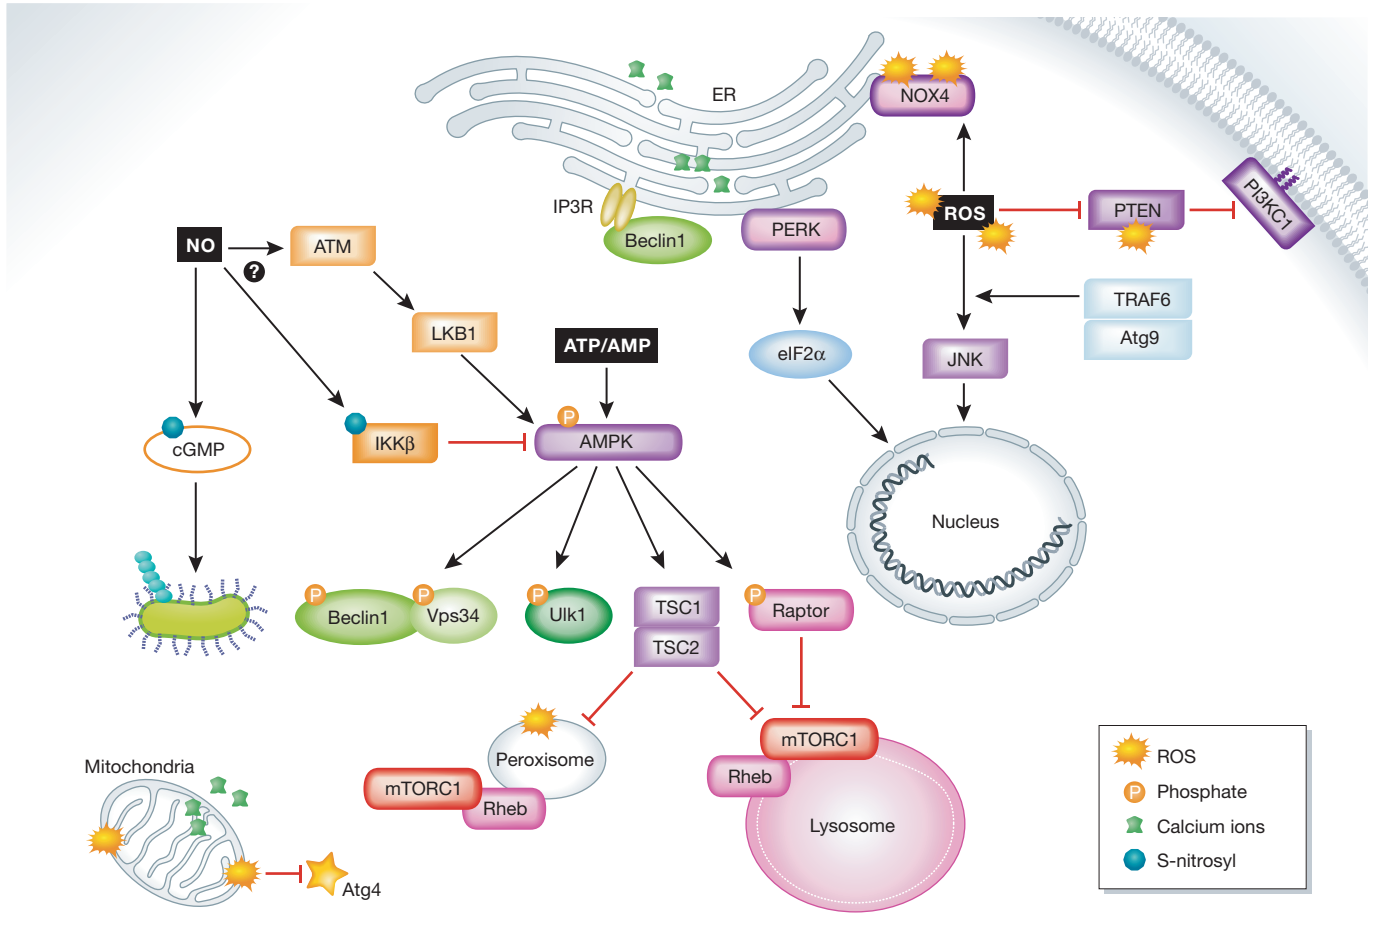 ER
NOX4
IP3R
Beclin1
PERK
ROS
PTEN
PI3KC1
NO
ATM
?
LKB1
ATP/AMP
eIF2α
TRAF6
Atg9
JNK
cGMP
IKKβ
P
AMPK
Nucleus
P
Beclin1
P
Vps34
P
Ulk1
TSC1
TSC2
P
Raptor
Peroxisome
mTORC1
Rheb
mTORC1
Rheb
Lysosome
Mitochondria
Atg4
ROS
P
Phosphate
Calcium ions
S-nitrosyl